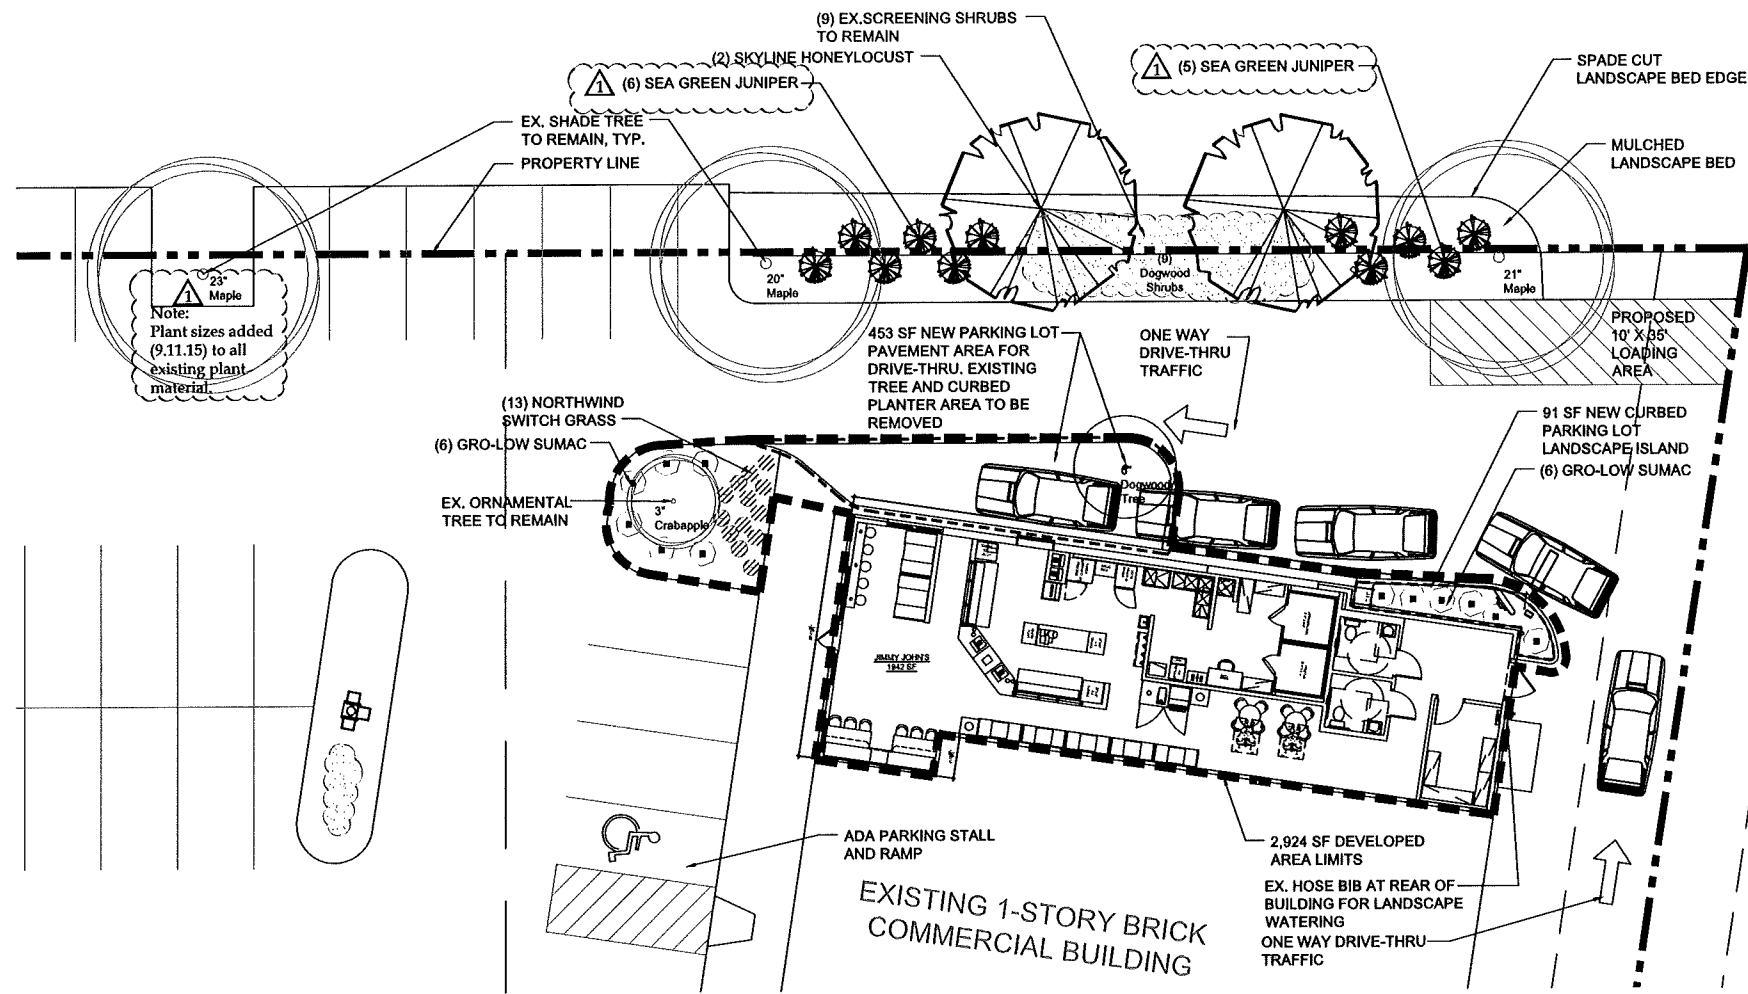 (9) EX.SCREENING SHRUBS
TO REMAIN
(2) SKYLINE HONEYLOCUST
1 (6) SEA GREEN JUNIPER
1 (5) SEA GREEN JUNIPER
SPADE CUT
LANDSCAPE BED EDGE
EX. SHADE TREE
TO REMAIN, TYP.
PROPERTY LINE
MULCHED
LANDSCAPE BED
23"
Maple
1
Note:
Plant sizes added
(9.11.15) to all
existing plant
material.
20"
Maple
(9)
Dogwood
Shrubs
21"
Maple
453 SF NEW PARKING LOT
PAVEMENT AREA FOR
DRIVE-THRU. EXISTING
TREE AND CURBED
PLANTER AREA TO BE
REMOVED
ONE WAY
DRIVE-THRU
TRAFFIC
PROPOSED
10' X 35'
LOADING
AREA
(13) NORTHWIND
SWITCH GRASS
(6) GRO-LOW SUMAC
EX. ORNAMENTAL
TREE TO REMAIN
3"
Crabapple
6"
Dogwood
Tree
91 SF NEW CURBED
PARKING LOT
LANDSCAPE ISLAND
(6) GRO-LOW SUMAC
JIMMY JOHN'S
1942 SF
ADA PARKING STALL
AND RAMP
EXISTING 1-STORY BRICK
COMMERCIAL BUILDING
2,924 SF DEVELOPED
AREA LIMITS
EX. HOSE BIB AT REAR OF
BUILDING FOR LANDSCAPE
WATERING
ONE WAY DRIVE-THRU
TRAFFIC